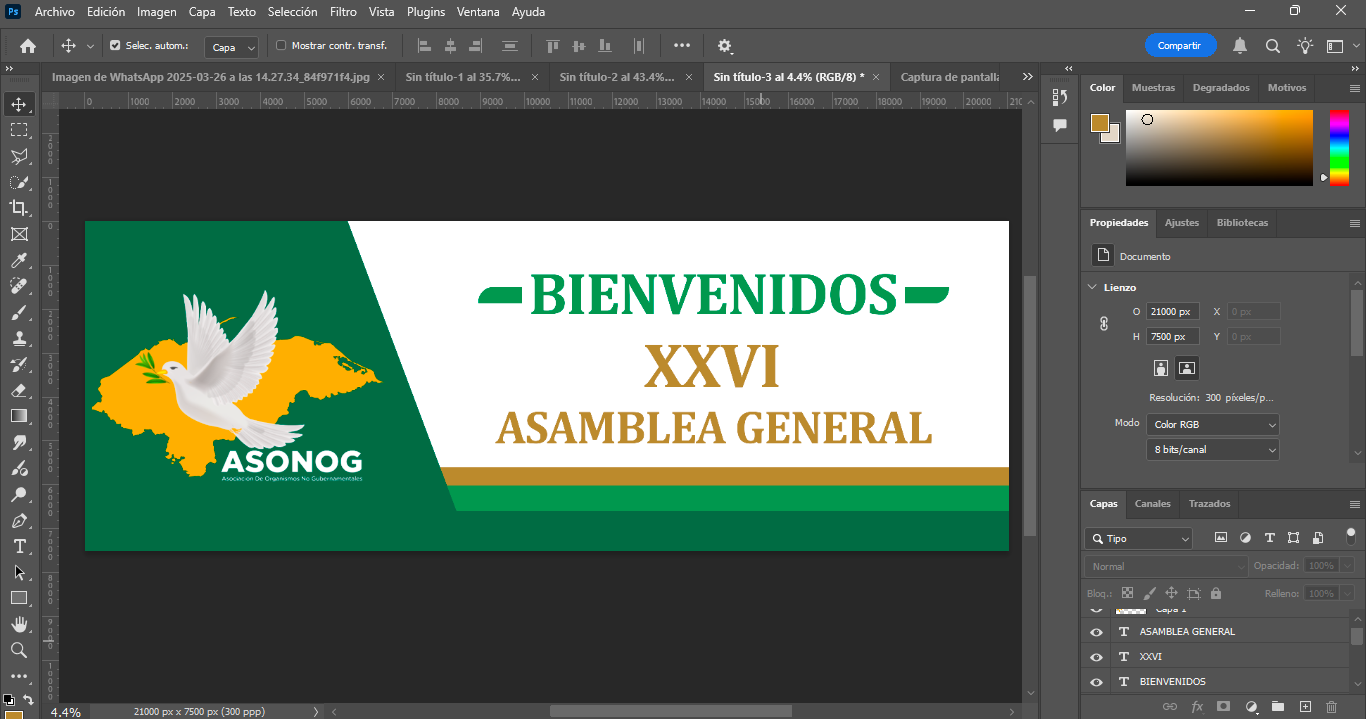 Ps Archivo Edición Imagen Capa Texto Selección Filtro Vista Plugins Ventana Ayuda
Selec. autom.: Capa Mostrar contr. transf. Compartir
Imagen de WhatsApp 2025-03-26 a las 14.27.34_84f971f4.jpg × Sin título-1 al 35.7%... × Sin título-2 al 43.4%... × Sin título-3 al 4.4% (RGB/8) * × Captura de pantalla
0 1000 2000 3000 4000 5000 6000 7000 8000 9000 10000 11000 12000 13000 14000 15000 16000 17000 18000 19000 20000
BIENVENIDOS
XXVI
ASAMBLEA GENERAL
ASONOG
Asociacion De Organismos No Gubernamentales
4.4% 21000 px x 7500 px (300 ppp)
Color Muestras Degradados Motivos
Propiedades Ajustes Bibliotecas
Documento
Lienzo
O 21000 px X 0 px
H 7500 px Y 0 px
Resolución: 300 píxeles/p...
Modo Color RGB
8 bits/canal
Capas Canales Trazados
Tipo
Normal Opacidad: 100%
Bloq.: Relleno: 100%
Capa 1
ASAMBLEA GENERAL
XXVI
BIENVENIDOS